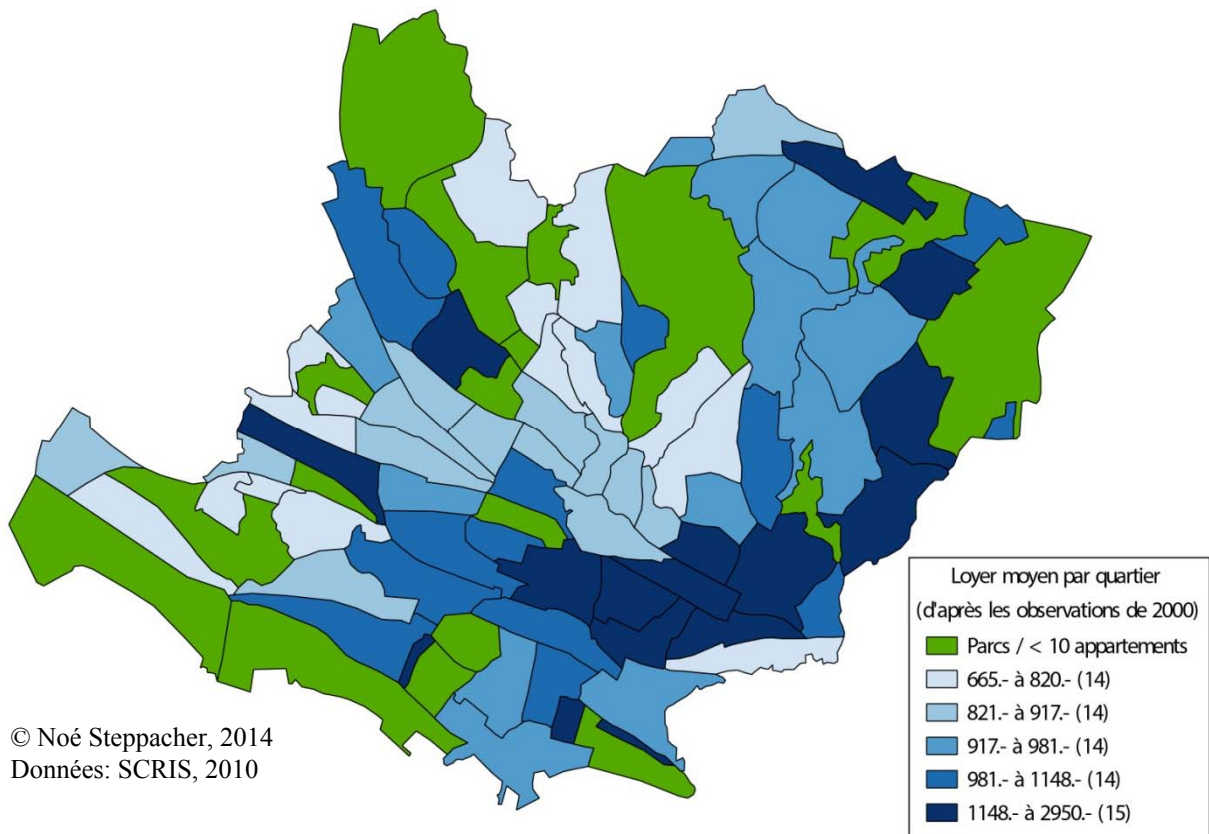 Loyer moyen par quartier
(d'après les observations de 2000)
Parcs / < 10 appartements
665.- à 820.- (14)
821.- à 917.- (14)
917.- à 981.- (14)
981.- à 1148.- (14)
1148.- à 2950.- (15)
© Noé Steppacher, 2014
Données: SCRIS, 2010